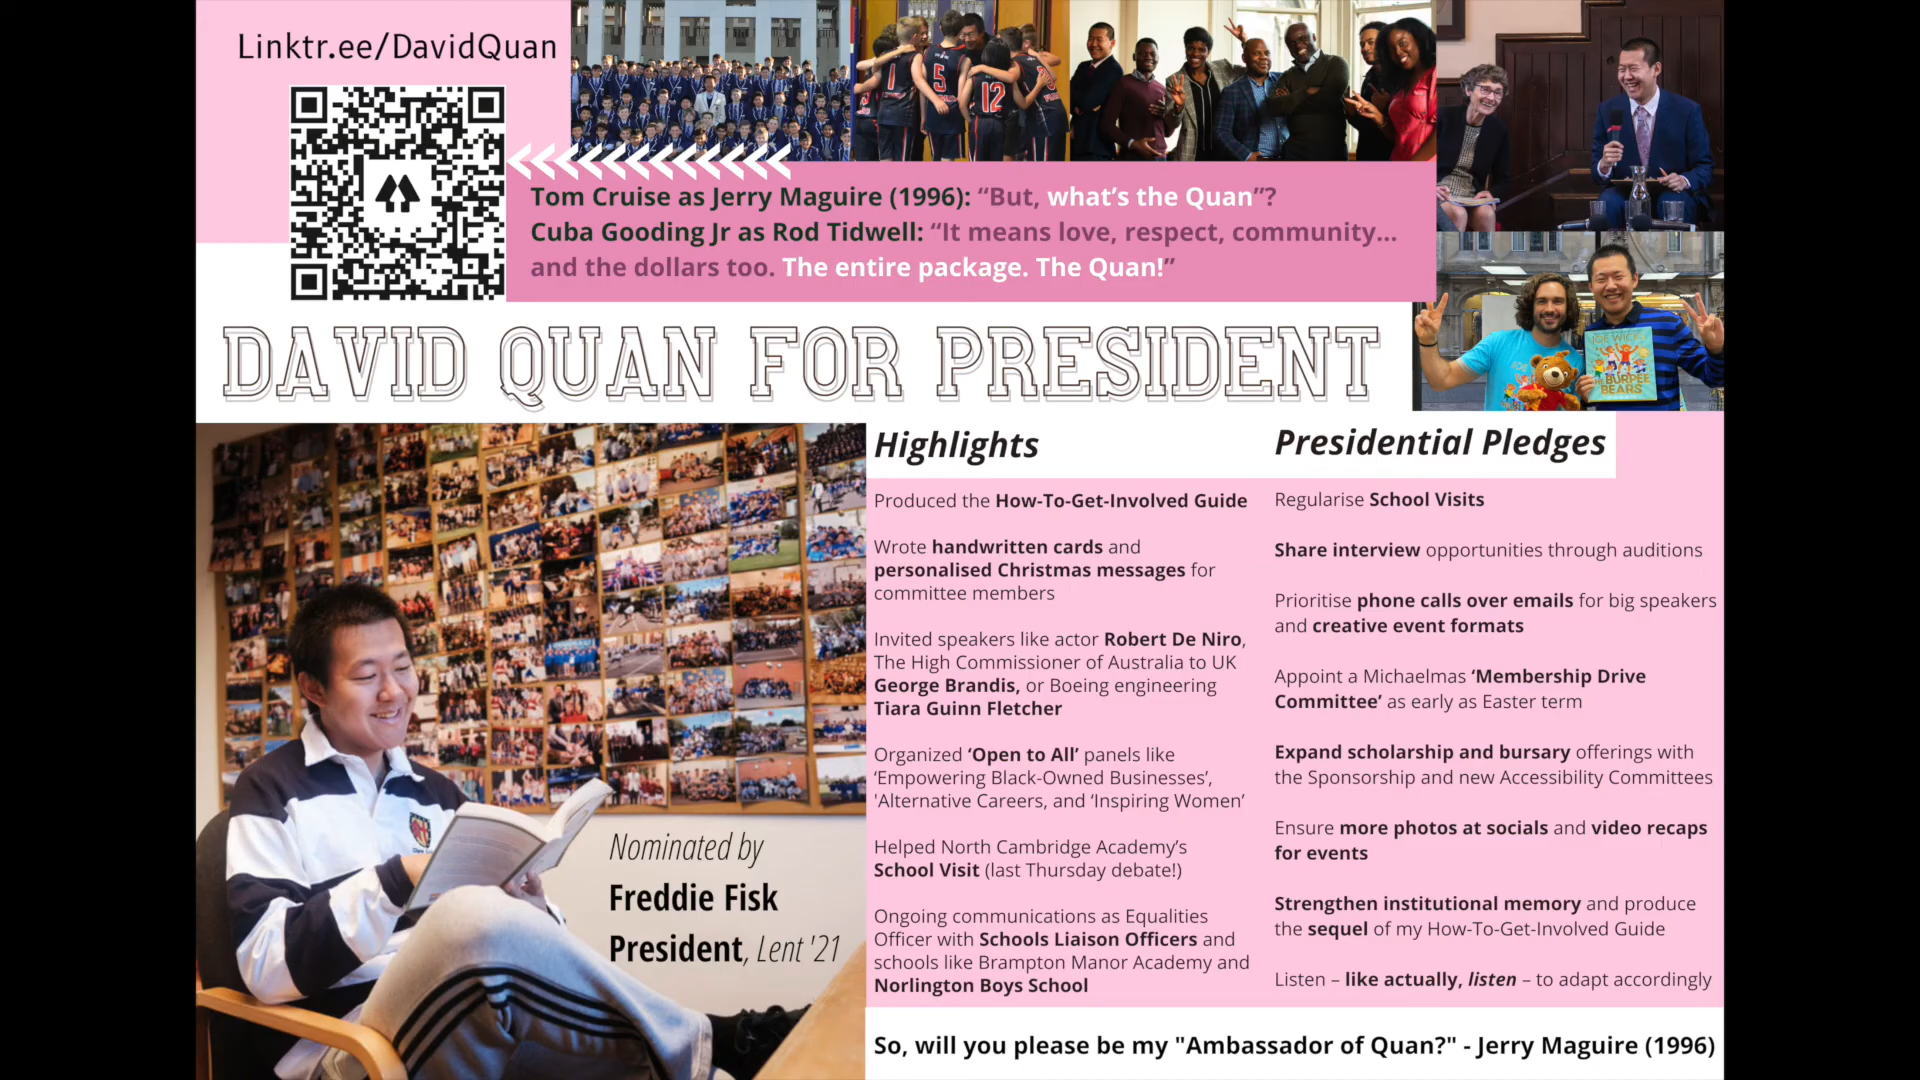 Linktr.ee/DavidQuan
Tom Cruise as Jerry Maguire (1996): “But, what’s the Quan”?
Cuba Gooding Jr as Rod Tidwell: “It means love, respect, community...
and the dollars too. The entire package. The Quan!”
DAVID QUAN FOR PRESIDENT
1
5
12
JOE WICKS
THE BURPEE
BEARS
Nominated by
Freddie Fisk
President, Lent '21
Highlights
Produced the How-To-Get-Involved Guide
Wrote handwritten cards and
personalised Christmas messages for
committee members
Invited speakers like actor Robert De Niro,
The High Commissioner of Australia to UK
George Brandis, or Boeing engineering
Tiara Guinn Fletcher
Organized ‘Open to All’ panels like
‘Empowering Black-Owned Businesses’,
'Alternative Careers, and ‘Inspiring Women’
Helped North Cambridge Academy’s
School Visit (last Thursday debate!)
Ongoing communications as Equalities
Officer with Schools Liaison Officers and
schools like Brampton Manor Academy and
Norlington Boys School
Presidential Pledges
Regularise School Visits
Share interview opportunities through auditions
Prioritise phone calls over emails for big speakers
and creative event formats
Appoint a Michaelmas ‘Membership Drive
Committee’ as early as Easter term
Expand scholarship and bursary offerings with
the Sponsorship and new Accessibility Committees
Ensure more photos at socials and video recaps
for events
Strengthen institutional memory and produce
the sequel of my How-To-Get-Involved Guide
Listen – like actually, listen – to adapt accordingly
So, will you please be my "Ambassador of Quan?" - Jerry Maguire (1996)